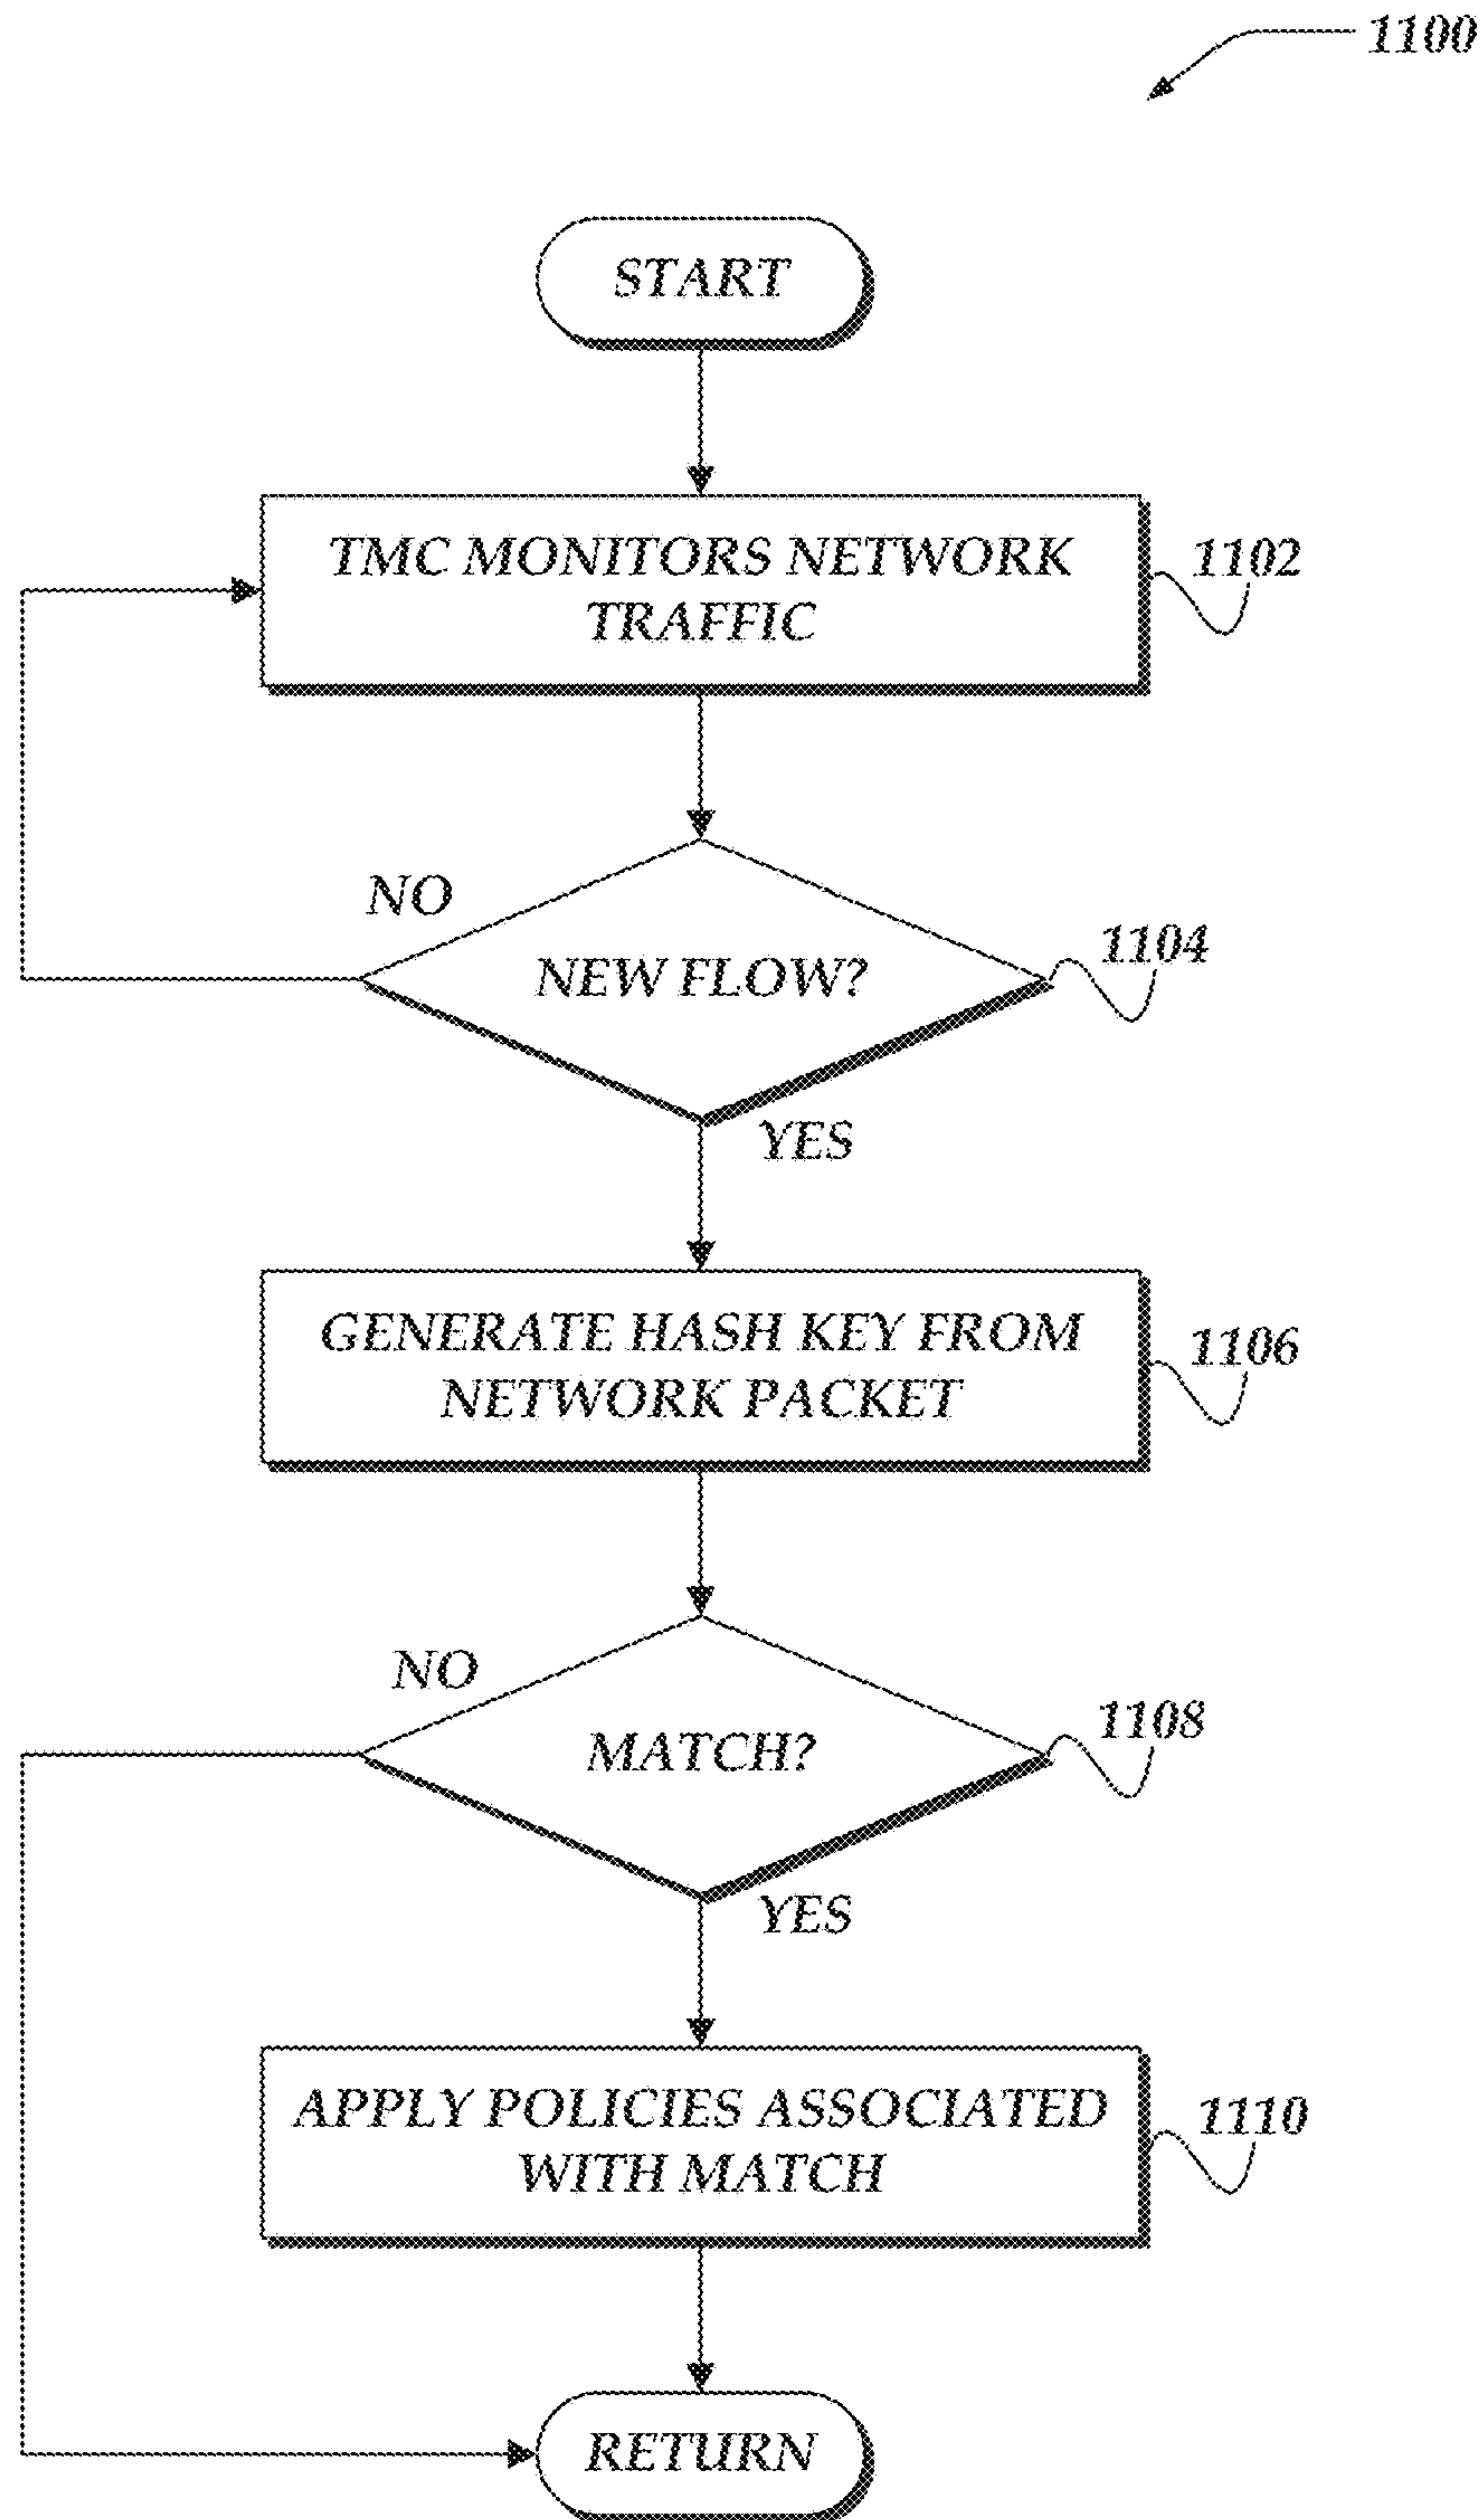 1100
START
TMC MONITORS NETWORK
TRAFFIC
1102
NO
NEW FLOW?
1104
YES
GENERATE HASH KEY FROM
NETWORK PACKET
1106
NO
MATCH?
1108
YES
APPLY POLICIES ASSOCIATED
WITH MATCH
1110
RETURN